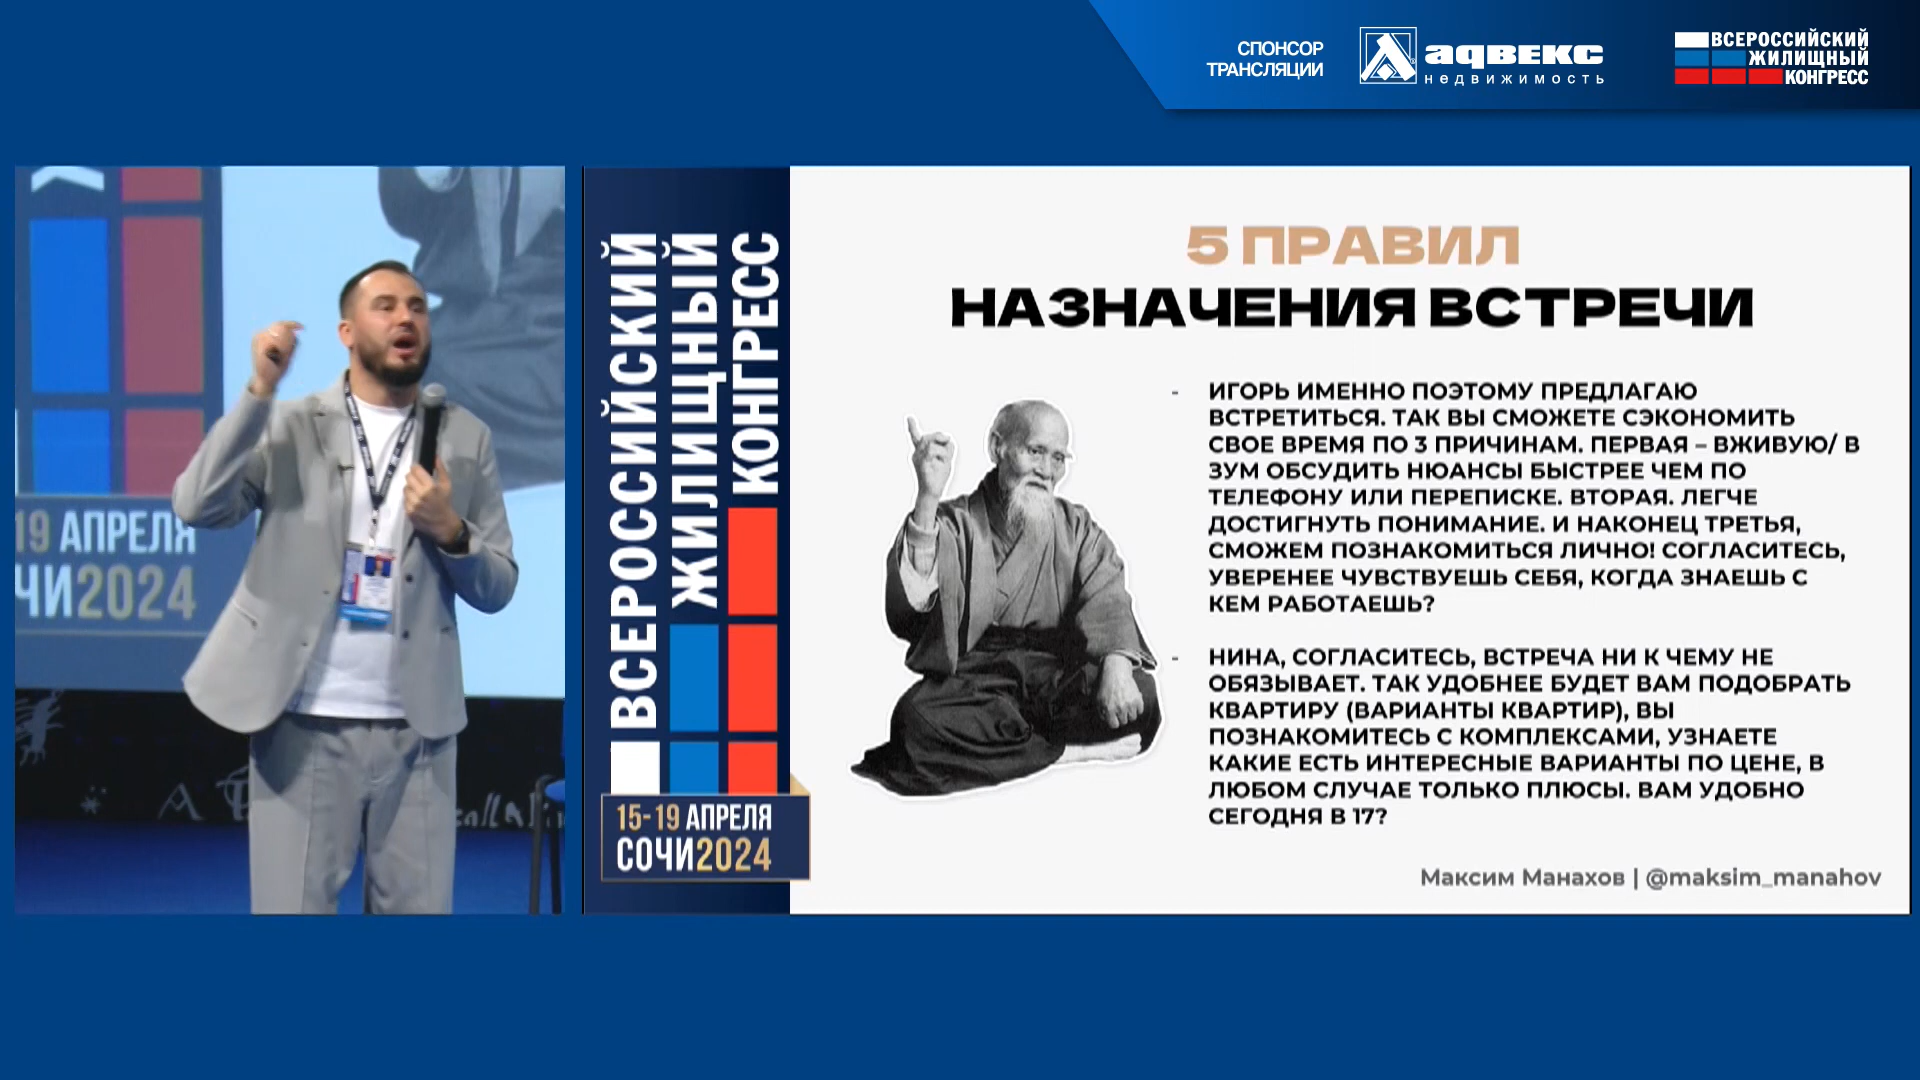 СПОНСОР
ТРАНСЛЯЦИИ
адвекс
недвижимость
ВСЕРОССИЙСКИЙ
ЖИЛИЩНЫЙ
КОНГРЕСС
19 АПРЕЛЯ
ЧИ2024
ВСЕРОССИЙСКИЙ
ЖИЛИЩНЫЙ
КОНГРЕСС
15-19 АПРЕЛЯ
СОЧИ2024
5 ПРАВИЛ
НАЗНАЧЕНИЯ ВСТРЕЧИ
- ИГОРЬ ИМЕННО ПОЭТОМУ ПРЕДЛАГАЮ
ВСТРЕТИТЬСЯ. ТАК ВЫ СМОЖЕТЕ СЭКОНОМИТЬ
СВОЕ ВРЕМЯ ПО 3 ПРИЧИНАМ. ПЕРВАЯ – ВЖИВУЮ/ В
ЗУМ ОБСУДИТЬ НЮАНСЫ БЫСТРЕЕ ЧЕМ ПО
ТЕЛЕФОНУ ИЛИ ПЕРЕПИСКЕ. ВТОРАЯ. ЛЕГЧЕ
ДОСТИГНУТЬ ПОНИМАНИЕ. И НАКОНЕЦ ТРЕТЬЯ,
СМОЖЕМ ПОЗНАКОМИТЬСЯ ЛИЧНО! СОГЛАСИТЕСЬ,
УВЕРЕНЕЕ ЧУВСТВУЕШЬ СЕБЯ, КОГДА ЗНАЕШЬ С
КЕМ РАБОТАЕШЬ?
- НИНА, СОГЛАСИТЕСЬ, ВСТРЕЧА НИ К ЧЕМУ НЕ
ОБЯЗЫВАЕТ. ТАК УДОБНЕЕ БУДЕТ ВАМ ПОДОБРАТЬ
КВАРТИРУ (ВАРИАНТЫ КВАРТИР), ВЫ
ПОЗНАКОМИТЕСЬ С КОМПЛЕКСАМИ, УЗНАЕТЕ
КАКИЕ ЕСТЬ ИНТЕРЕСНЫЕ ВАРИАНТЫ ПО ЦЕНЕ, В
ЛЮБОМ СЛУЧАЕ ТОЛЬКО ПЛЮСЫ. ВАМ УДОБНО
СЕГОДНЯ В 17?
Максим Манахов | @maksim_manahov